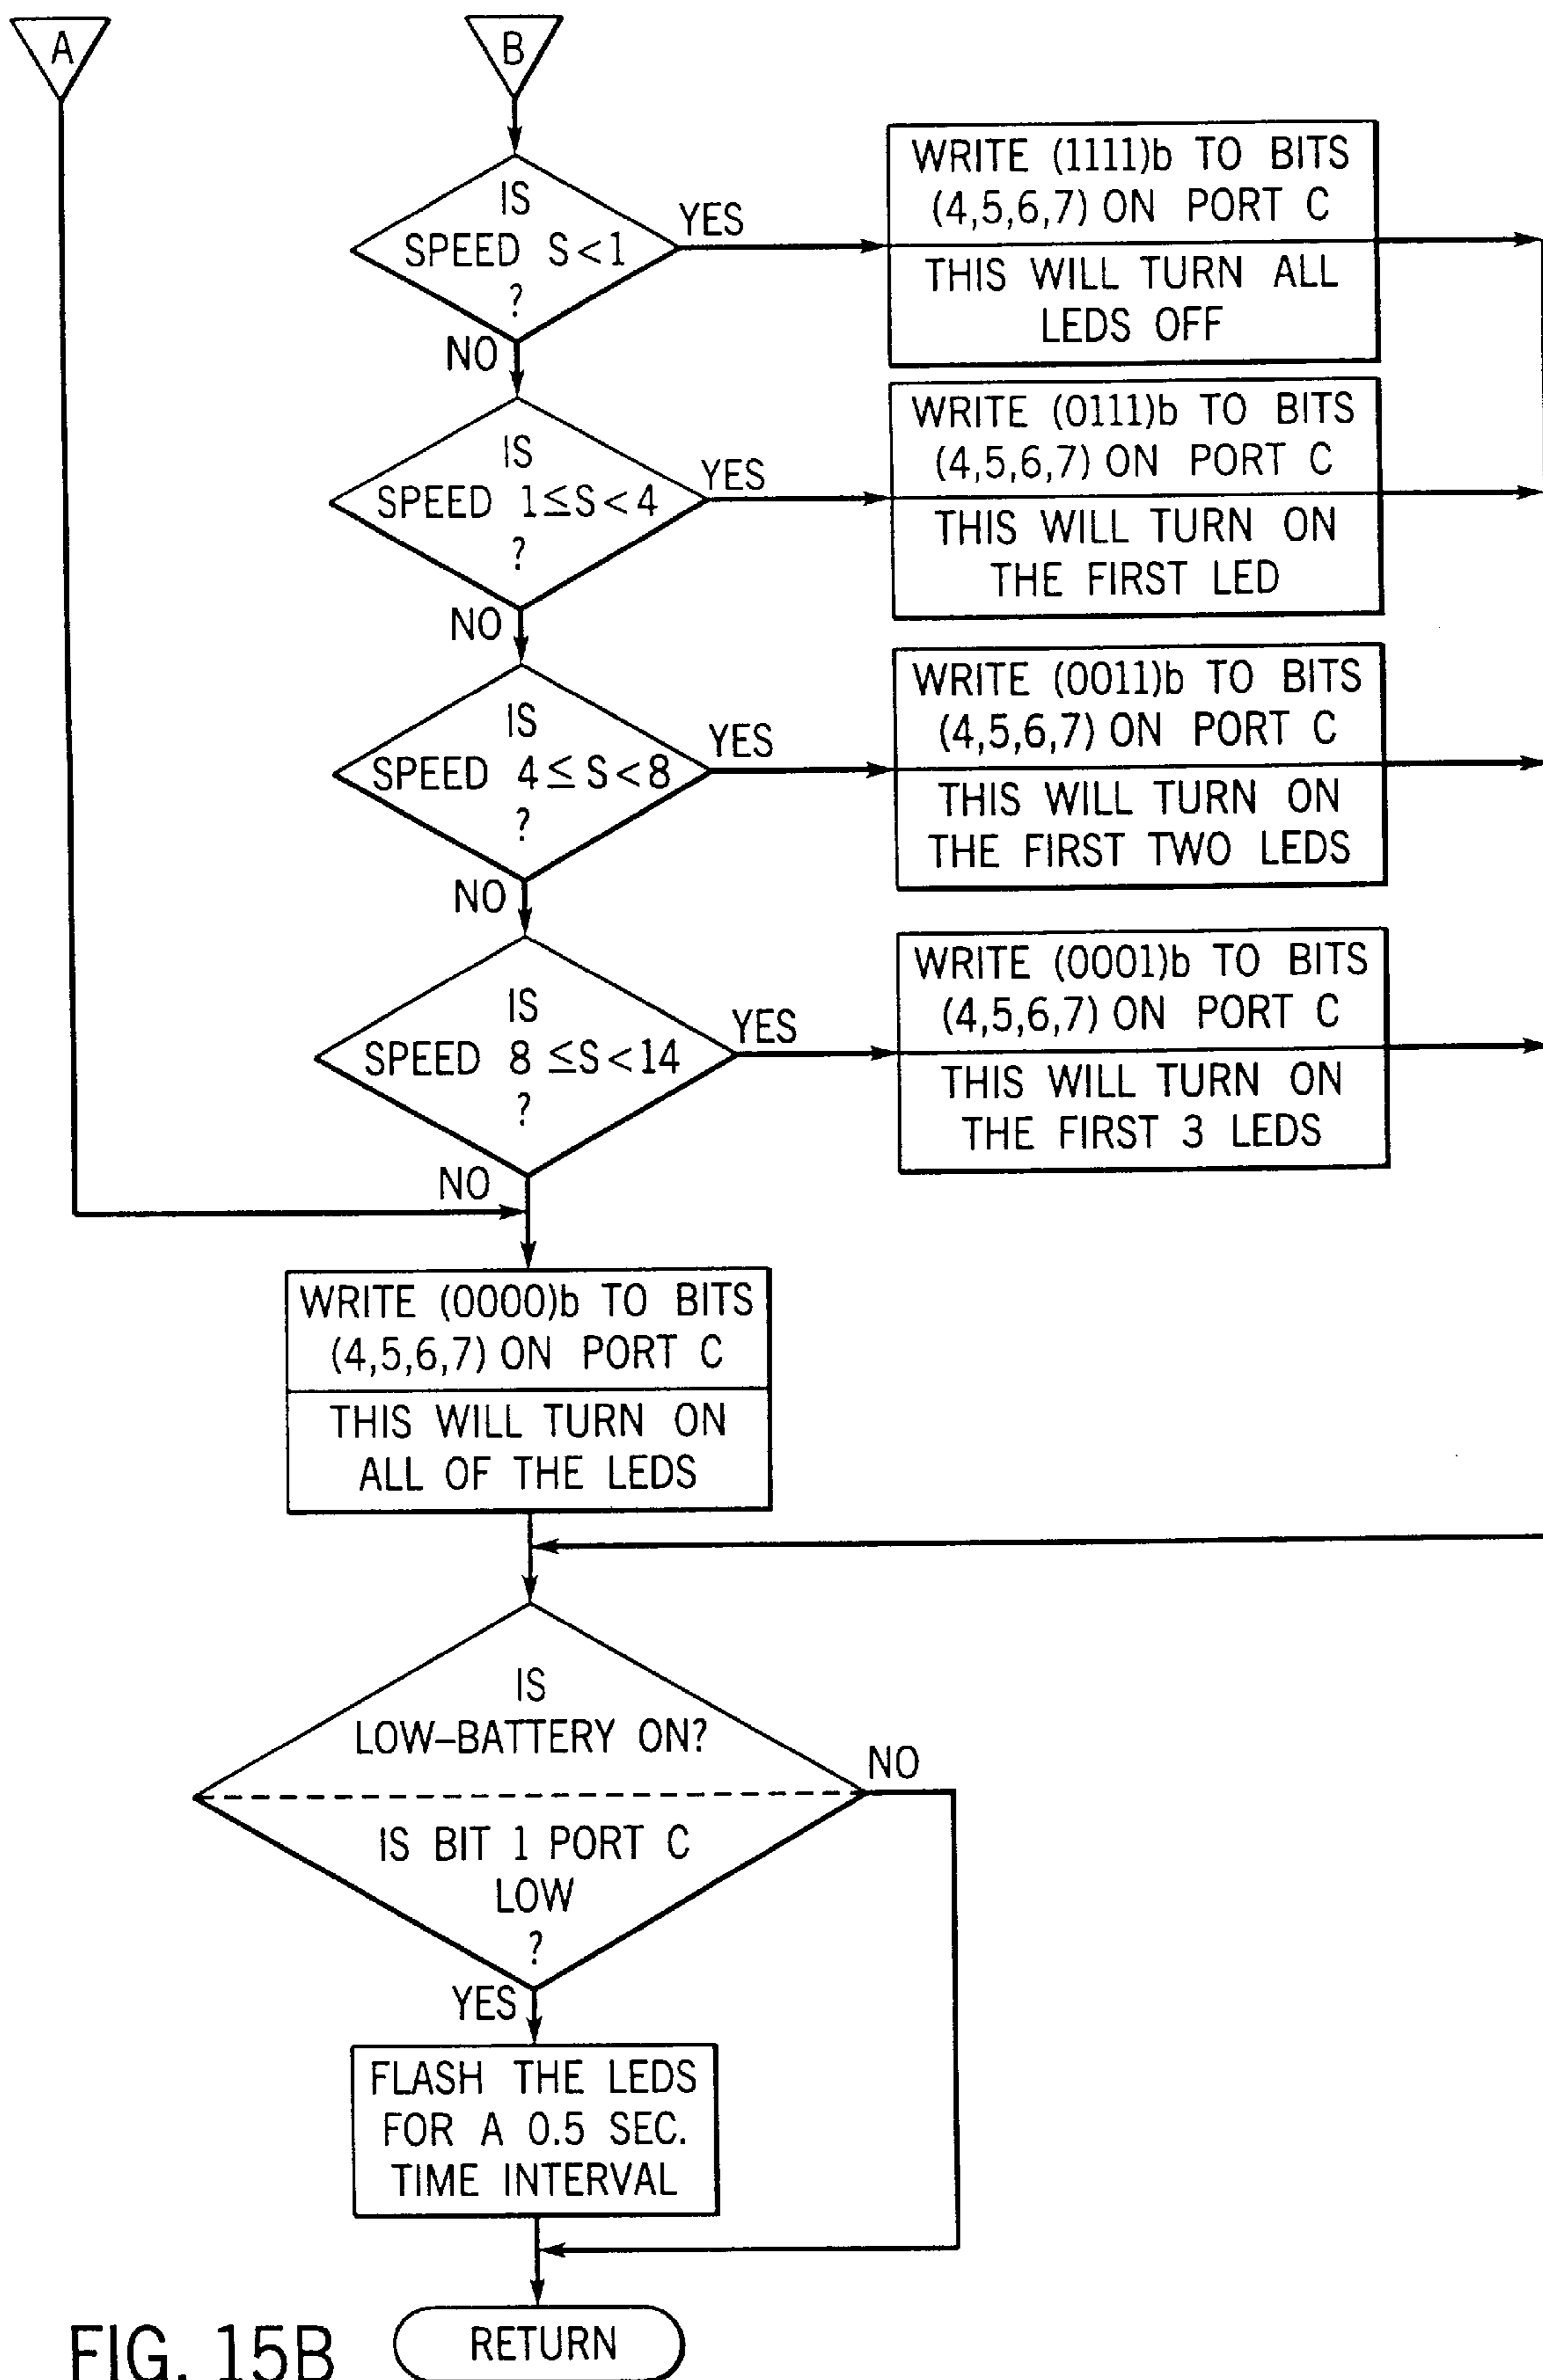 A
B
IS
SPEED S<1
?
YES
NO
WRITE (1111)b TO BITS
(4,5,6,7) ON PORT C
THIS WILL TURN ALL
LEDS OFF
IS
SPEED 1≤S<4
?
YES
NO
WRITE (0111)b TO BITS
(4,5,6,7) ON PORT C
THIS WILL TURN ON
THE FIRST LED
IS
SPEED 4≤S<8
?
YES
NO
WRITE (0011)b TO BITS
(4,5,6,7) ON PORT C
THIS WILL TURN ON
THE FIRST TWO LEDS
IS
SPEED 8≤S<14
?
YES
NO
WRITE (0001)b TO BITS
(4,5,6,7) ON PORT C
THIS WILL TURN ON
THE FIRST 3 LEDS
WRITE (0000)b TO BITS
(4,5,6,7) ON PORT C
THIS WILL TURN ON
ALL OF THE LEDS
IS
LOW-BATTERY ON?
IS BIT 1 PORT C
LOW
?
NO
YES
FLASH THE LEDS
FOR A 0.5 SEC.
TIME INTERVAL
RETURN
FIG. 15B